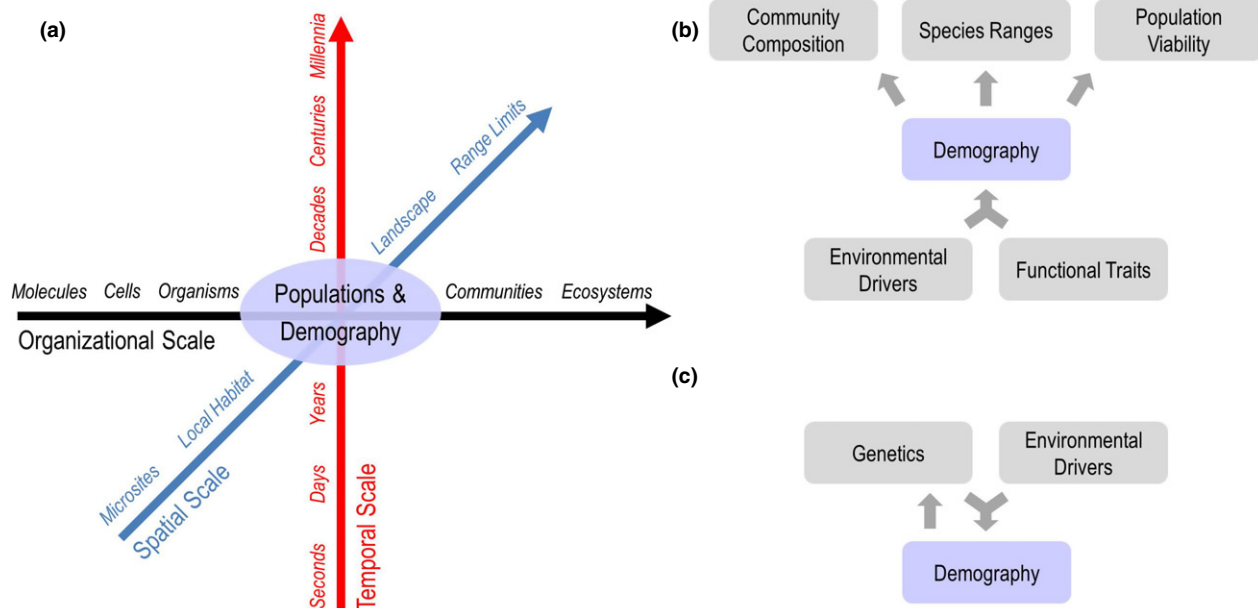 (a)
Millennia
Centuries
Decades
Range Limits
Landscape
Molecules Cells Organisms
Populations &
Demography
Communities Ecosystems
Organizational Scale
Local Habitat
Microsites
Spatial Scale
Years
Days
Seconds
Temporal Scale
(b)
Community
Composition
Species Ranges
Population
Viability
Demography
Environmental
Drivers
Functional Traits
(c)
Genetics
Environmental
Drivers
Demography